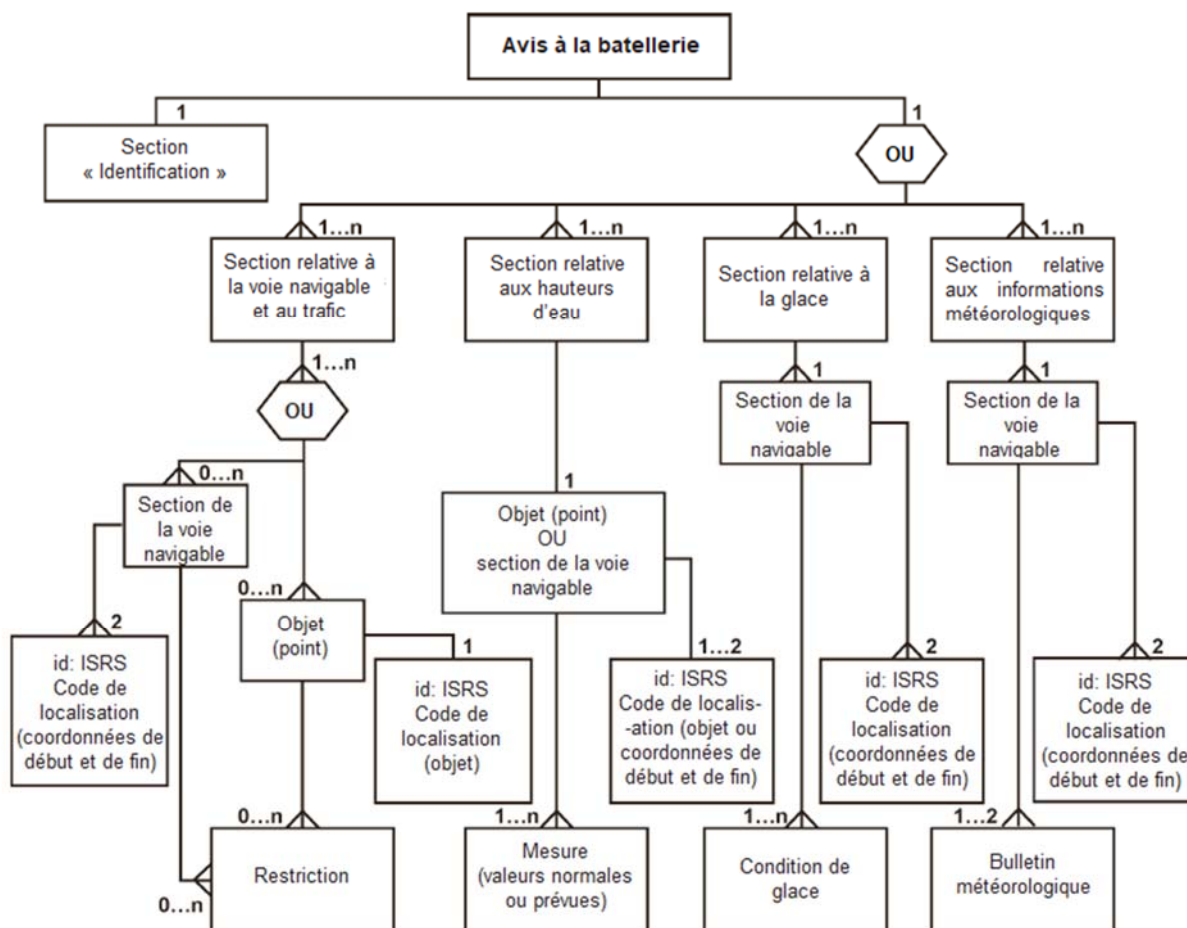 Avis à la batellerie
1
1
Section
« Identification »
OU
1...n
1...n
1...n
1...n
Section relative à
la voie navigable
et au trafic
Section relative
aux hauteurs
d'eau
Section relative à
la glace
Section relative
aux informations
météorologiques
1...n
1
1
OU
Section de la
voie
navigable
Section de la
voie
navigable
0...n
Section de
la voie
navigable
1
Objet (point)
OU
section de la voie
navigable
0...n
Objet
(point)
2
1
1...2
2
2
id: ISRS
Code de
localisation
(coordonnées de
début et de fin)
id: ISRS
Code de
localisation
(objet)
id: ISRS
Code de localis-
-ation (objet ou
coordonnées de
début et de fin)
id: ISRS
Code de
localisation
(coordonnées de
début et de fin)
id: ISRS
Code de
localisation
(coordonnées de
début et de fin)
0...n
1...n
1...n
1...2
0...n
Restriction
Mesure
(valeurs normales
ou prévues)
Condition de
glace
Bulletin
météorologique